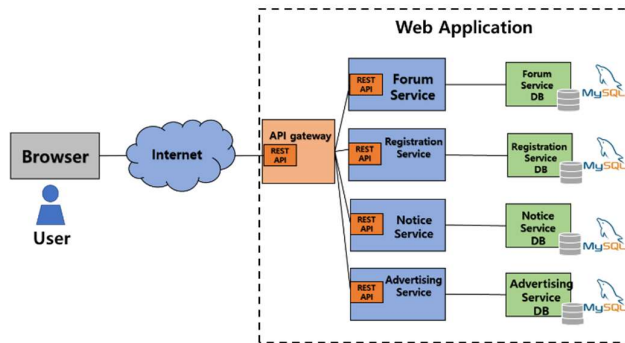 Web Application
REST
API
Forum
Service
Forum
Service
DB
MySQL
API gateway
REST
API
REST
API
Registration
Service
Registration
Service
DB
MySQL
Browser
Internet
User
REST
API
Notice
Service
Notice
Service
DB
MySQL
REST
API
Advertising
Service
Advertising
Service
DB
MySQL